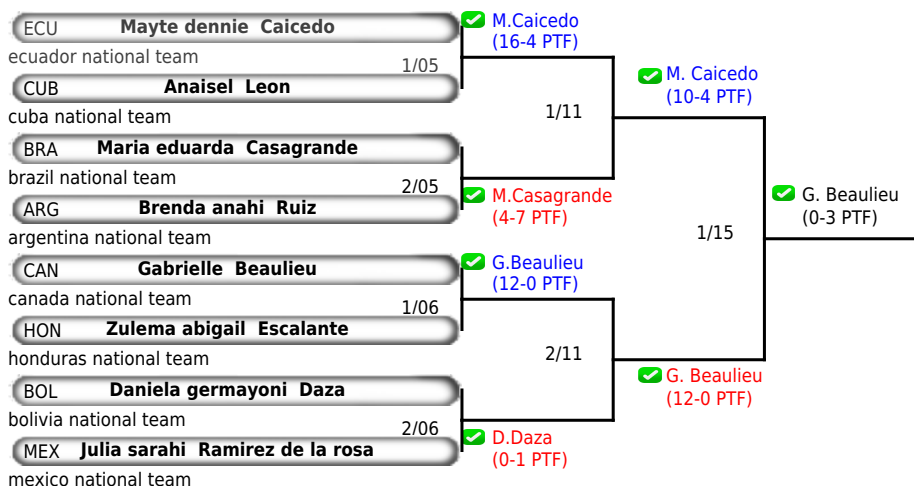 ECU Mayte dennie Caicedo
ecuador national team
1/05
CUB Anaisel Leon
cuba national team
M.Caicedo
(16-4 PTF)
BRA Maria eduarda Casagrande
brazil national team
2/05
ARG Brenda anahi Ruiz
argentina national team
M.Casagrande
(4-7 PTF)
1/11
M. Caicedo
(10-4 PTF)
CAN Gabrielle Beaulieu
canada national team
1/06
HON Zulema abigail Escalante
honduras national team
G.Beaulieu
(12-0 PTF)
BOL Daniela germayoni Daza
bolivia national team
2/06
MEX Julia sarahi Ramirez de la rosa
mexico national team
D.Daza
(0-1 PTF)
2/11
G. Beaulieu
(12-0 PTF)
1/15
G. Beaulieu
(0-3 PTF)